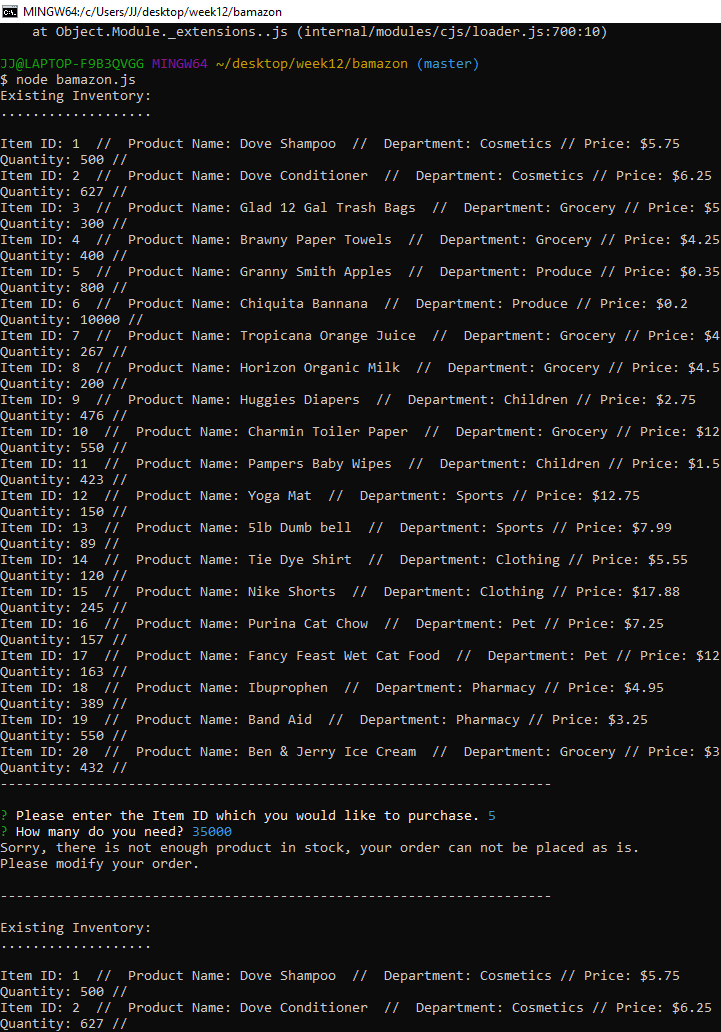 MINGW64:/c/Users/JJ/desktop/week12/bamazon
at Object.Module._extensions..js (internal/modules/cjs/loader.js:700:10)
JJ@LAPTOP-F9B3QVGG MINGW64 ~/desktop/week12/bamazon (master)
$ node bamazon.js
Existing Inventory:
...................
Item ID: 1  //  Product Name: Dove Shampoo  //  Department: Cosmetics // Price: $5.75
Quantity: 500 //
Item ID: 2  //  Product Name: Dove Conditioner  //  Department: Cosmetics // Price: $6.25
Quantity: 627 //
Item ID: 3  //  Product Name: Glad 12 Gal Trash Bags  //  Department: Grocery // Price: $5
Quantity: 300 //
Item ID: 4  //  Product Name: Brawny Paper Towels  //  Department: Grocery // Price: $4.25
Quantity: 400 //
Item ID: 5  //  Product Name: Granny Smith Apples  //  Department: Produce // Price: $0.35
Quantity: 800 //
Item ID: 6  //  Product Name: Chiquita Bannana  //  Department: Produce // Price: $0.2
Quantity: 10000 //
Item ID: 7  //  Product Name: Tropicana Orange Juice  //  Department: Grocery // Price: $4
Quantity: 267 //
Item ID: 8  //  Product Name: Horizon Organic Milk  //  Department: Grocery // Price: $4.5
Quantity: 200 //
Item ID: 9  //  Product Name: Huggies Diapers  //  Department: Children // Price: $2.75
Quantity: 476 //
Item ID: 10  //  Product Name: Charmin Toiler Paper  //  Department: Grocery // Price: $12
Quantity: 550 //
Item ID: 11  //  Product Name: Pampers Baby Wipes  //  Department: Children // Price: $1.5
Quantity: 423 //
Item ID: 12  //  Product Name: Yoga Mat  //  Department: Sports // Price: $12.75
Quantity: 150 //
Item ID: 13  //  Product Name: 5lb Dumb bell  //  Department: Sports // Price: $7.99
Quantity: 89 //
Item ID: 14  //  Product Name: Tie Dye Shirt  //  Department: Clothing // Price: $5.55
Quantity: 120 //
Item ID: 15  //  Product Name: Nike Shorts  //  Department: Clothing // Price: $17.88
Quantity: 245 //
Item ID: 16  //  Product Name: Purina Cat Chow  //  Department: Pet // Price: $7.25
Quantity: 157 //
Item ID: 17  //  Product Name: Fancy Feast Wet Cat Food  //  Department: Pet // Price: $12
Quantity: 163 //
Item ID: 18  //  Product Name: Ibuprophen  //  Department: Pharmacy // Price: $4.95
Quantity: 389 //
Item ID: 19  //  Product Name: Band Aid  //  Department: Pharmacy // Price: $3.25
Quantity: 550 //
Item ID: 20  //  Product Name: Ben & Jerry Ice Cream  //  Department: Grocery // Price: $3
Quantity: 432 //
---------------------------------------------------------------------
? Please enter the Item ID which you would like to purchase. 5
? How many do you need? 35000
Sorry, there is not enough product in stock, your order can not be placed as is.
Please modify your order.
---------------------------------------------------------------------
Existing Inventory:
...................
Item ID: 1  //  Product Name: Dove Shampoo  //  Department: Cosmetics // Price: $5.75
Quantity: 500 //
Item ID: 2  //  Product Name: Dove Conditioner  //  Department: Cosmetics // Price: $6.25
Quantity: 627 //